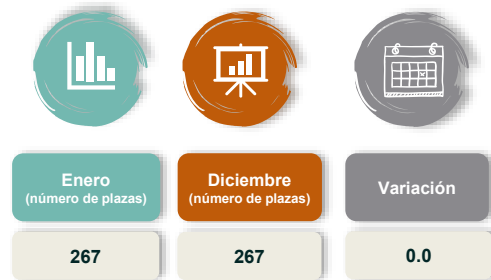 Enero
(número de plazas)
Diciembre
(número de plazas)
Variación
267
267
0.0